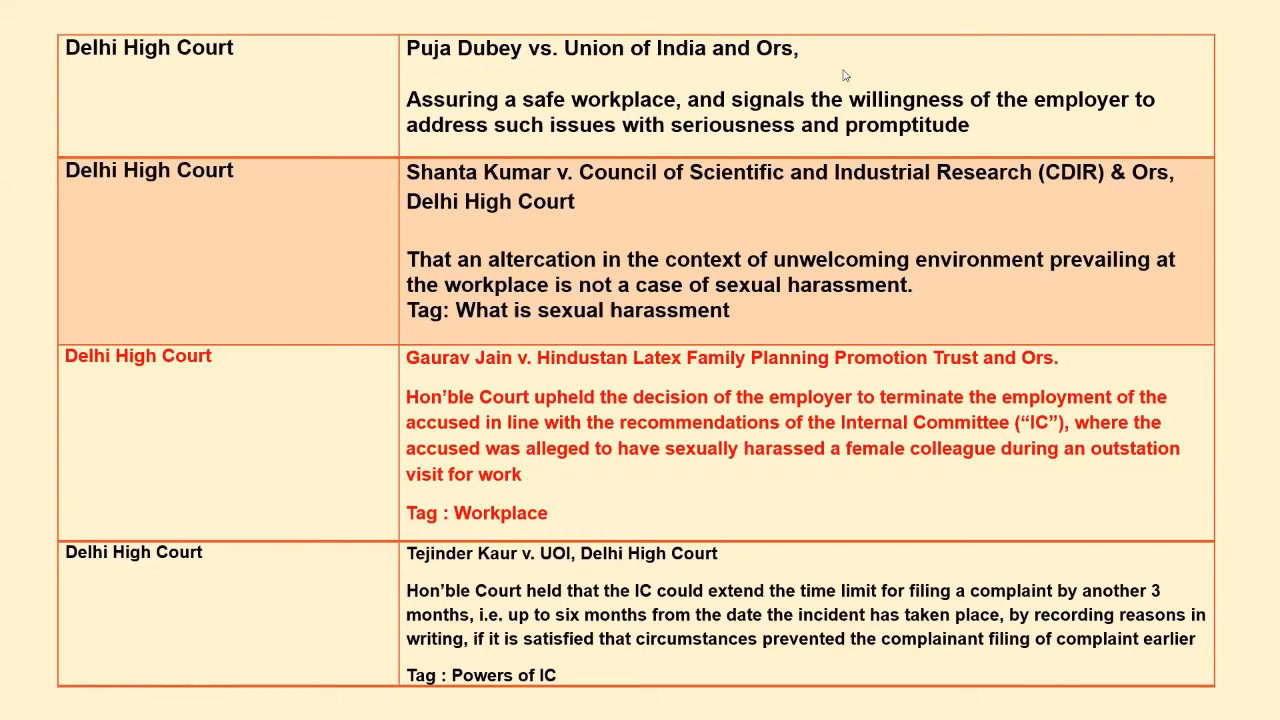 Delhi High Court
Puja Dubey vs. Union of India and Ors,
Assuring a safe workplace, and signals the willingness of the employer to
address such issues with seriousness and promptitude
Delhi High Court
Shanta Kumar v. Council of Scientific and Industrial Research (CDIR) & Ors,
Delhi High Court
That an altercation in the context of unwelcoming environment prevailing at
the workplace is not a case of sexual harassment.
Tag: What is sexual harassment
Delhi High Court
Gaurav Jain v. Hindustan Latex Family Planning Promotion Trust and Ors.
Hon’ble Court upheld the decision of the employer to terminate the employment of the
accused in line with the recommendations of the Internal Committee (“IC”), where the
accused was alleged to have sexually harassed a female colleague during an outstation
visit for work
Tag : Workplace
Delhi High Court
Tejinder Kaur v. UOI, Delhi High Court
Hon’ble Court held that the IC could extend the time limit for filing a complaint by another 3
months, i.e. up to six months from the date the incident has taken place, by recording reasons in
writing, if it is satisfied that circumstances prevented the complainant filing of complaint earlier
Tag : Powers of IC